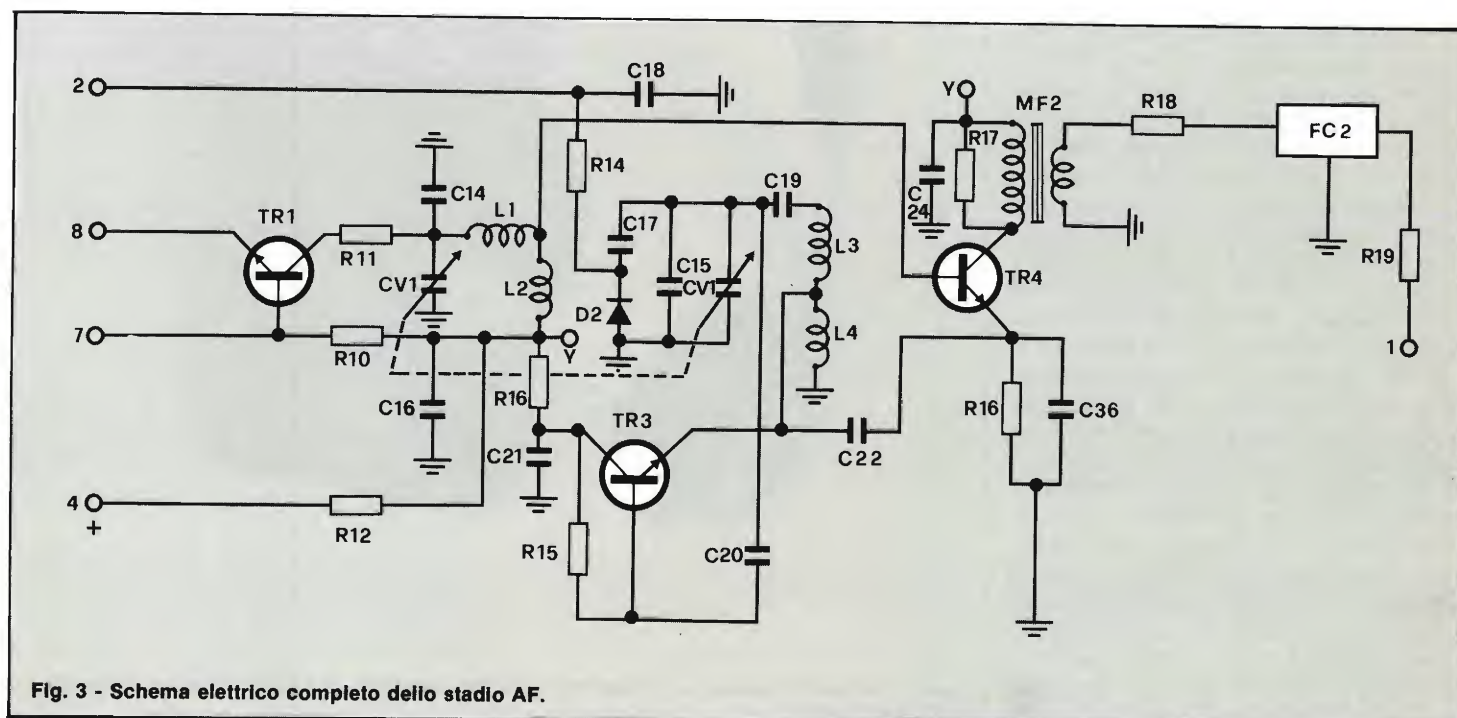 2
C18
Y
MF2
R18
FC2
R17
C14
R14
C19
C
24
TR1
L1
C17
L3
8
R11
R19
CV1
L2
C15
CV1
TR4
D2
L4
7
R10
Y
1
C16
R16
TR3
R16
C36
C21
C22
4
+
R12
R15
C20
Fig. 3 - Schema elettrico completo dello stadio AF.